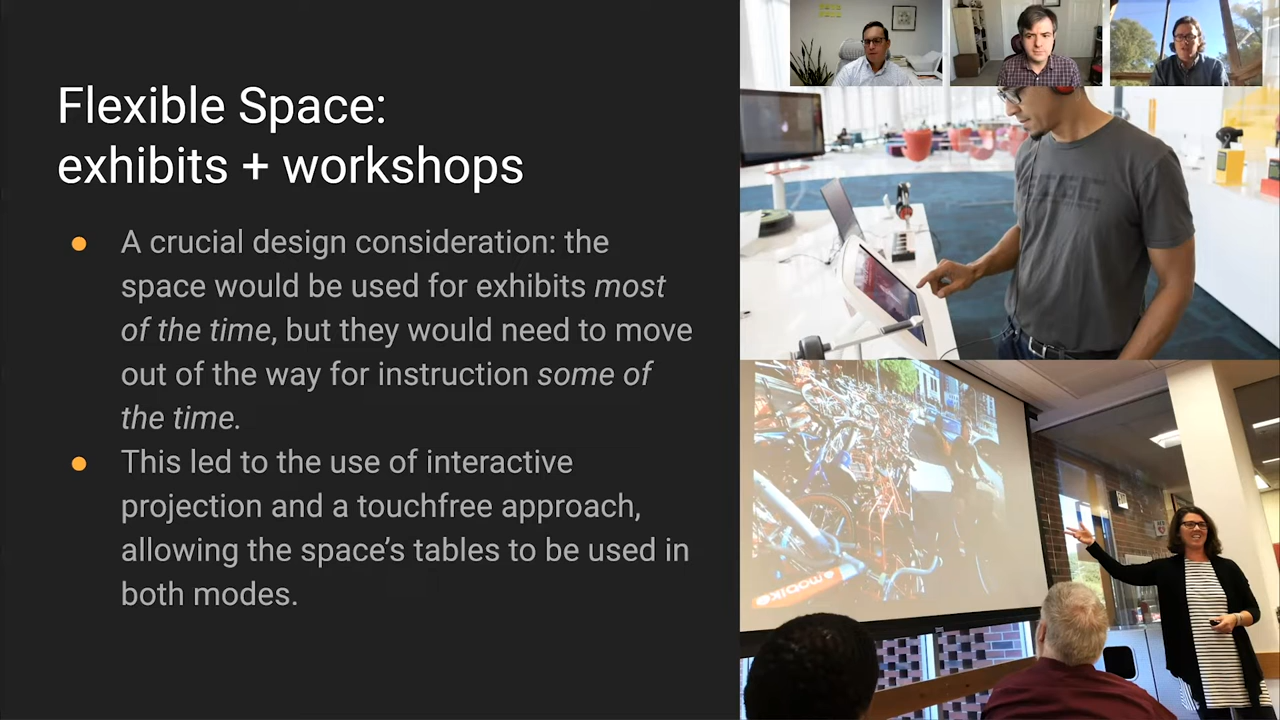 Flexible Space:
exhibits + workshops
A crucial design consideration: the
space would be used for exhibits most
of the time, but they would need to move
out of the way for instruction some of
the time.
This led to the use of interactive
projection and a touchfree approach,
allowing the space’s tables to be used in
both modes.
mobike